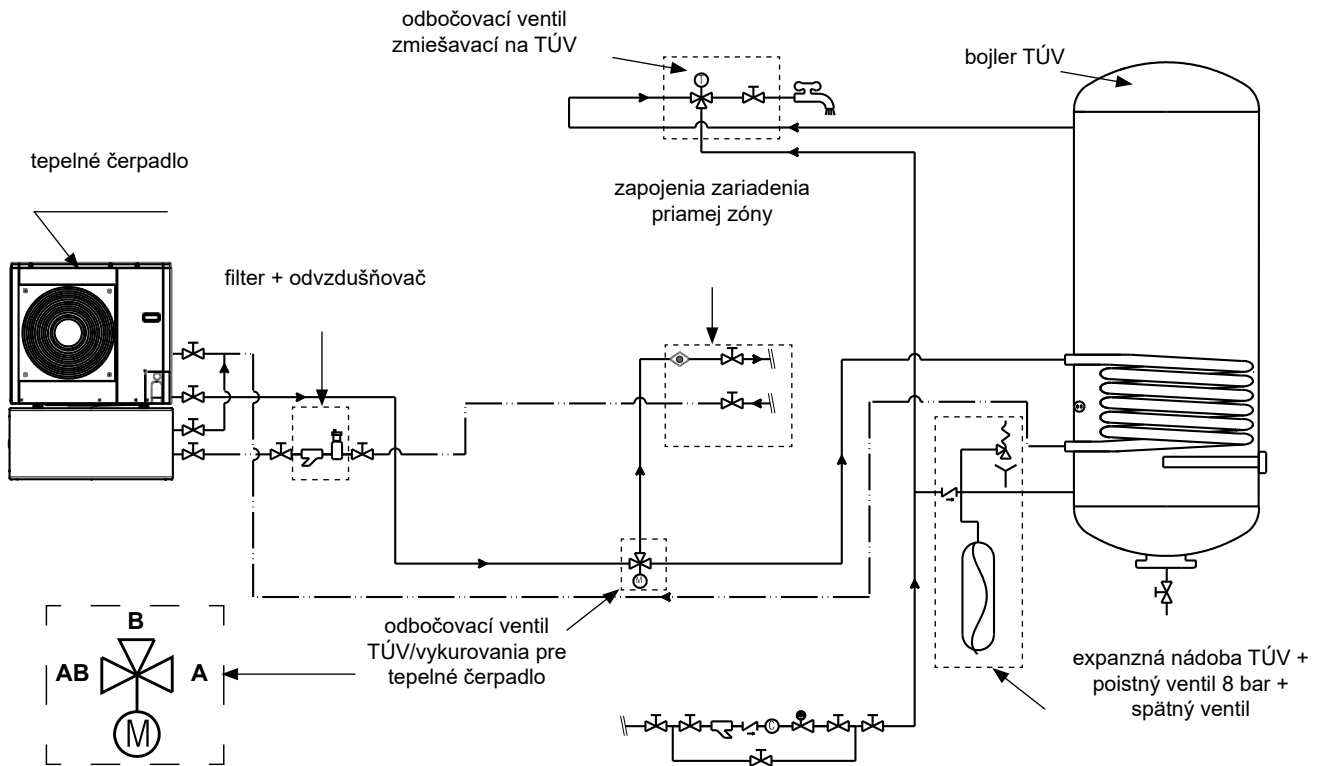 odbočovací ventil
zmiešavací na TÚV
bojler TÚV
tepelné čerpadlo
zapojenia zariadenia
priamej zóny
filter + odvzdušňovač
T
M
C
odbočovací ventil
TÚV/vykurovania pre
tepelné čerpadlo
B
AB
A
M
expanzná nádoba TÚV +
poistný ventil 8 bar +
spätný ventil